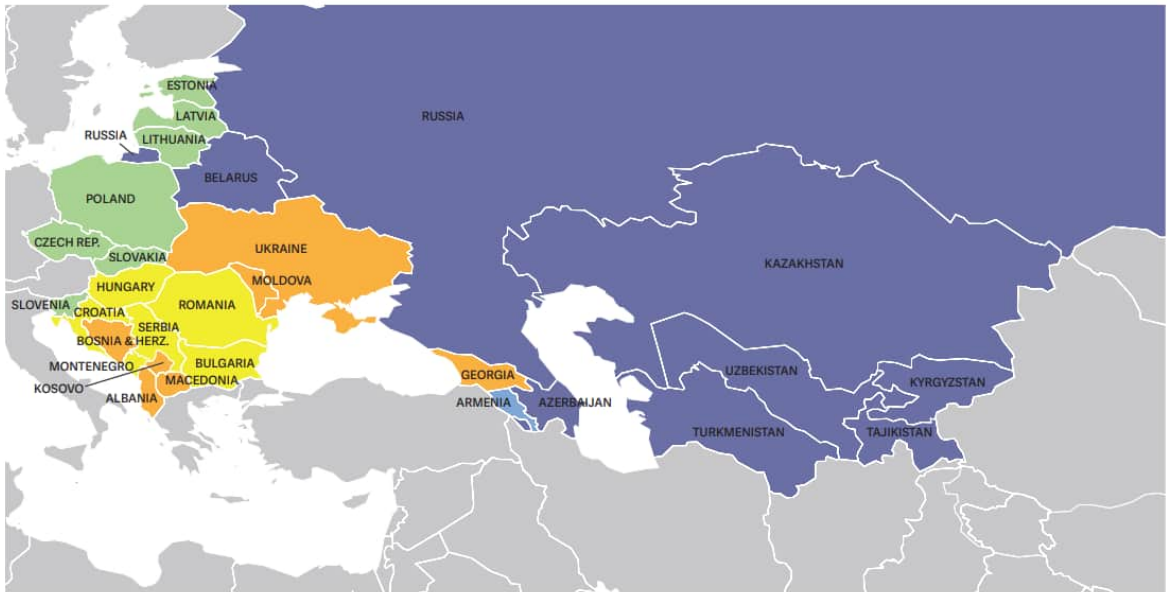 ESTONIA
RUSSIA
LATVIA
RUSSIA
LITHUANIA
BELARUS
POLAND
CZECH REP.
UKRAINE
SLOVAKIA
KAZAKHSTAN
MOLDOVA
HUNGARY
SLOVENIA
ROMANIA
CROATIA
SERBIA
BOSNIA & HERZ.
BULGARIA
MONTENEGRO
UZBEKISTAN
GEORGIA
MACEDONIA
KYRGYZSTAN
KOSOVO
ALBANIA
ARMENIA
AZERBAIJAN
TURKMENISTAN
TAJIKISTAN